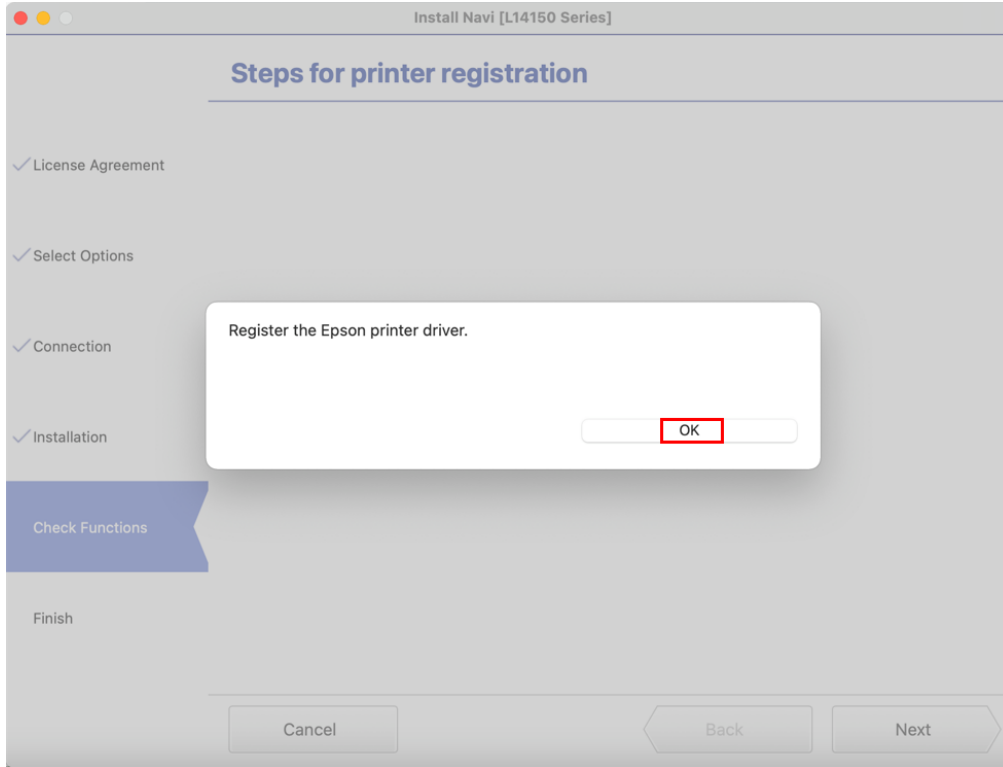 Install Navi [L14150 Series]
Steps for printer registration
License Agreement
Select Options
Connection
Installation
Check Functions
Finish
Register the Epson printer driver.
OK
Cancel
Back
Next